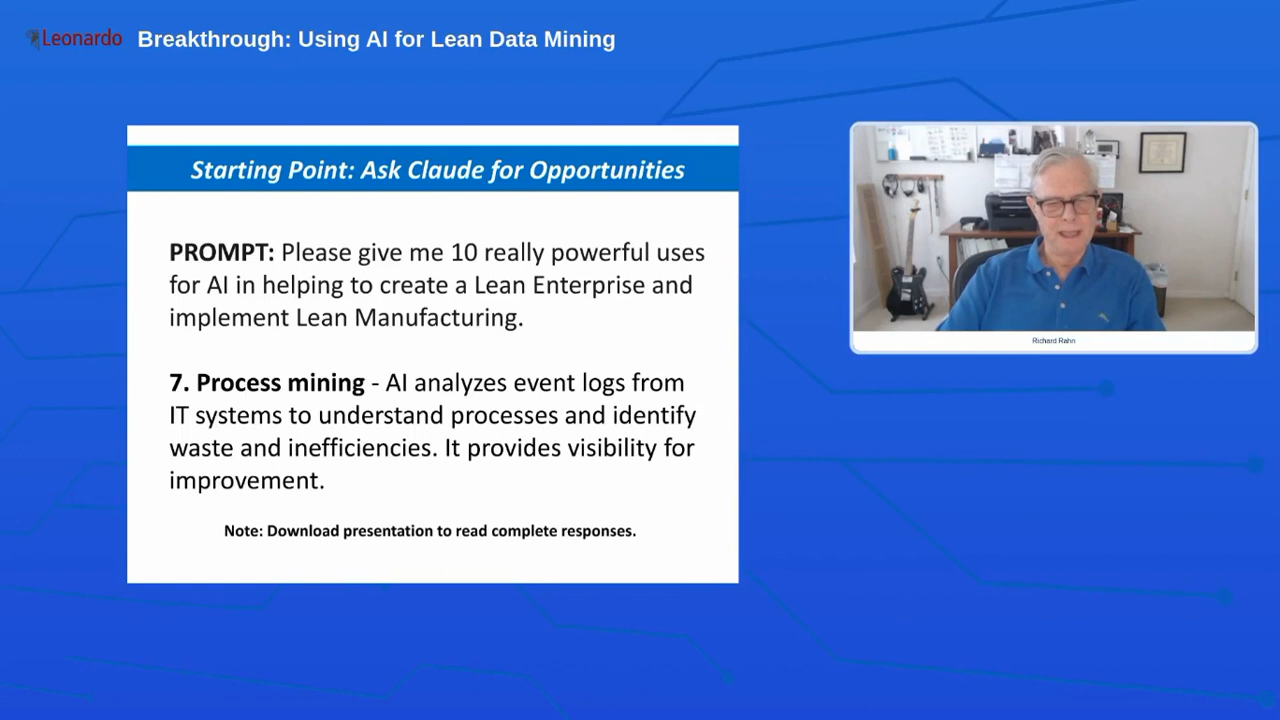 Leonardo
Breakthrough: Using AI for Lean Data Mining
Starting Point: Ask Claude for Opportunities
PROMPT: Please give me 10 really powerful uses
for AI in helping to create a Lean Enterprise and
implement Lean Manufacturing.
7. Process mining - AI analyzes event logs from
IT systems to understand processes and identify
waste and inefficiencies. It provides visibility for
improvement.
Note: Download presentation to read complete responses.
Richard Rahn